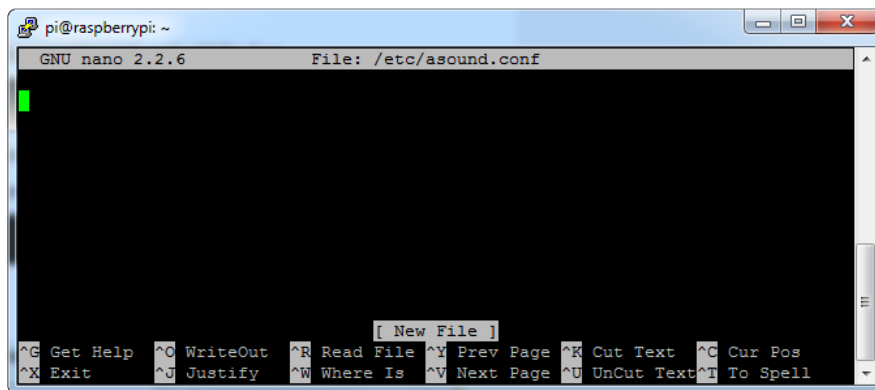 pi@raspberrypi: ~
GNU nano 2.2.6 File: /etc/asound.conf
[ New File ]
^G Get Help ^O WriteOut ^R Read File ^Y Prev Page ^K Cut Text ^C Cur Pos
^X Exit ^J Justify ^W Where Is ^V Next Page ^U UnCut Text ^T To Spell